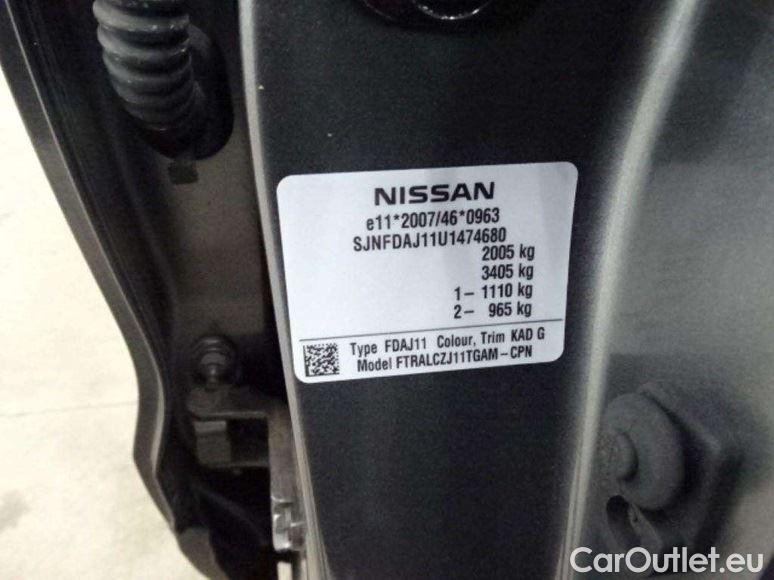 NISSAN
e11*2007/46*0963
SJNFDAJ11U1474680
2005 kg
3405 kg
1– 1110 kg
2– 965 kg
Type FDAJ11 Colour, Trim KAD G
Model FTRALCZJ11TGAM–CPN
CarOutlet.eu